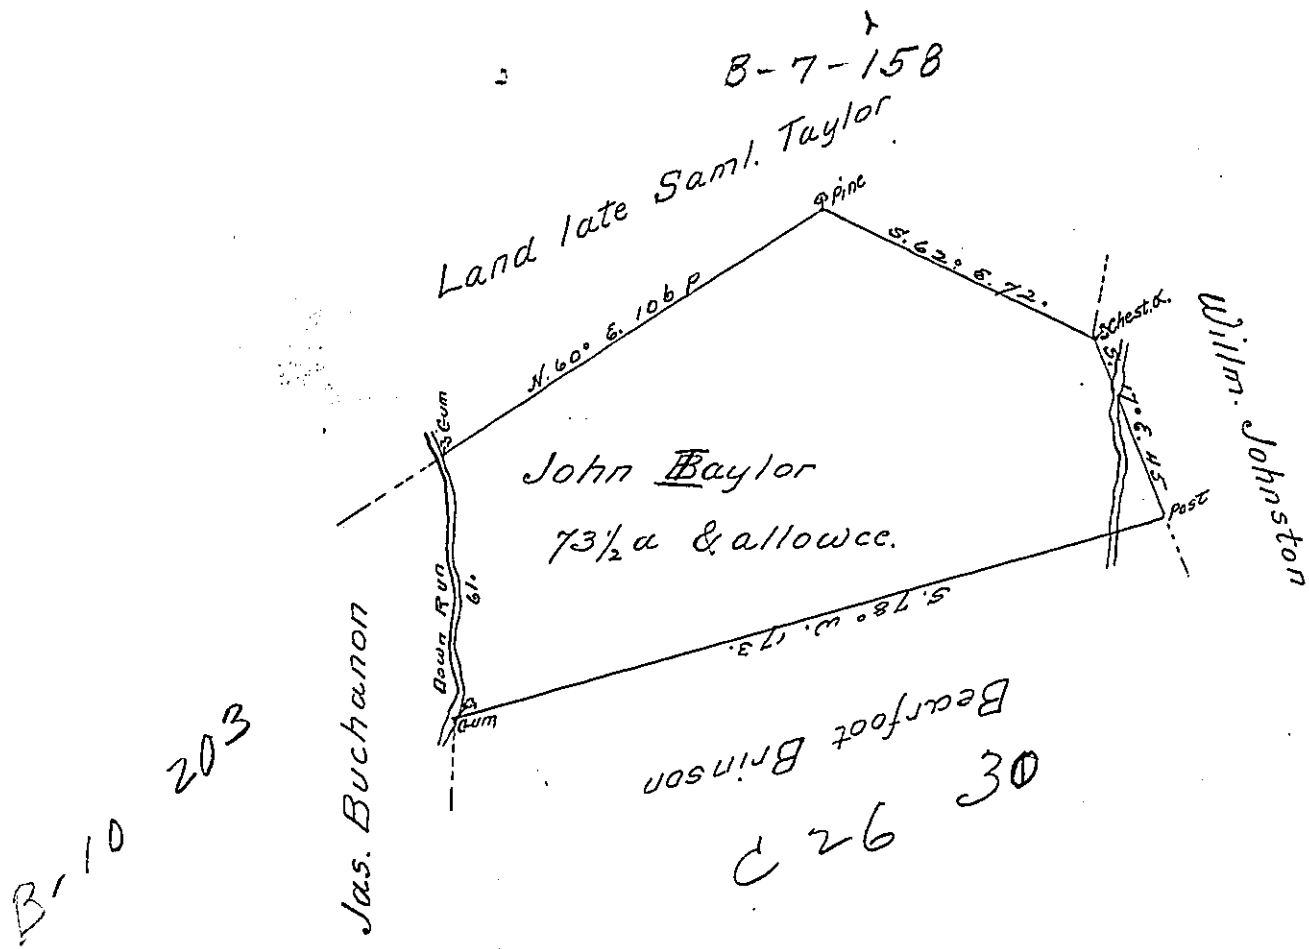 B-7-158
Land late Saml. Taylor
pine
S. 62° E. 72.
Chest. o.
S. 17° E. 45
Post
Willm. Johnston
N. 60° E. 106 P
Gum
John Baylor
73½ a & allowce.
Down Run
61.
Gum
S. 78° W. 173.
Jas. Buchanon
Bearfoot Brinson
C 26 30
B-10 203